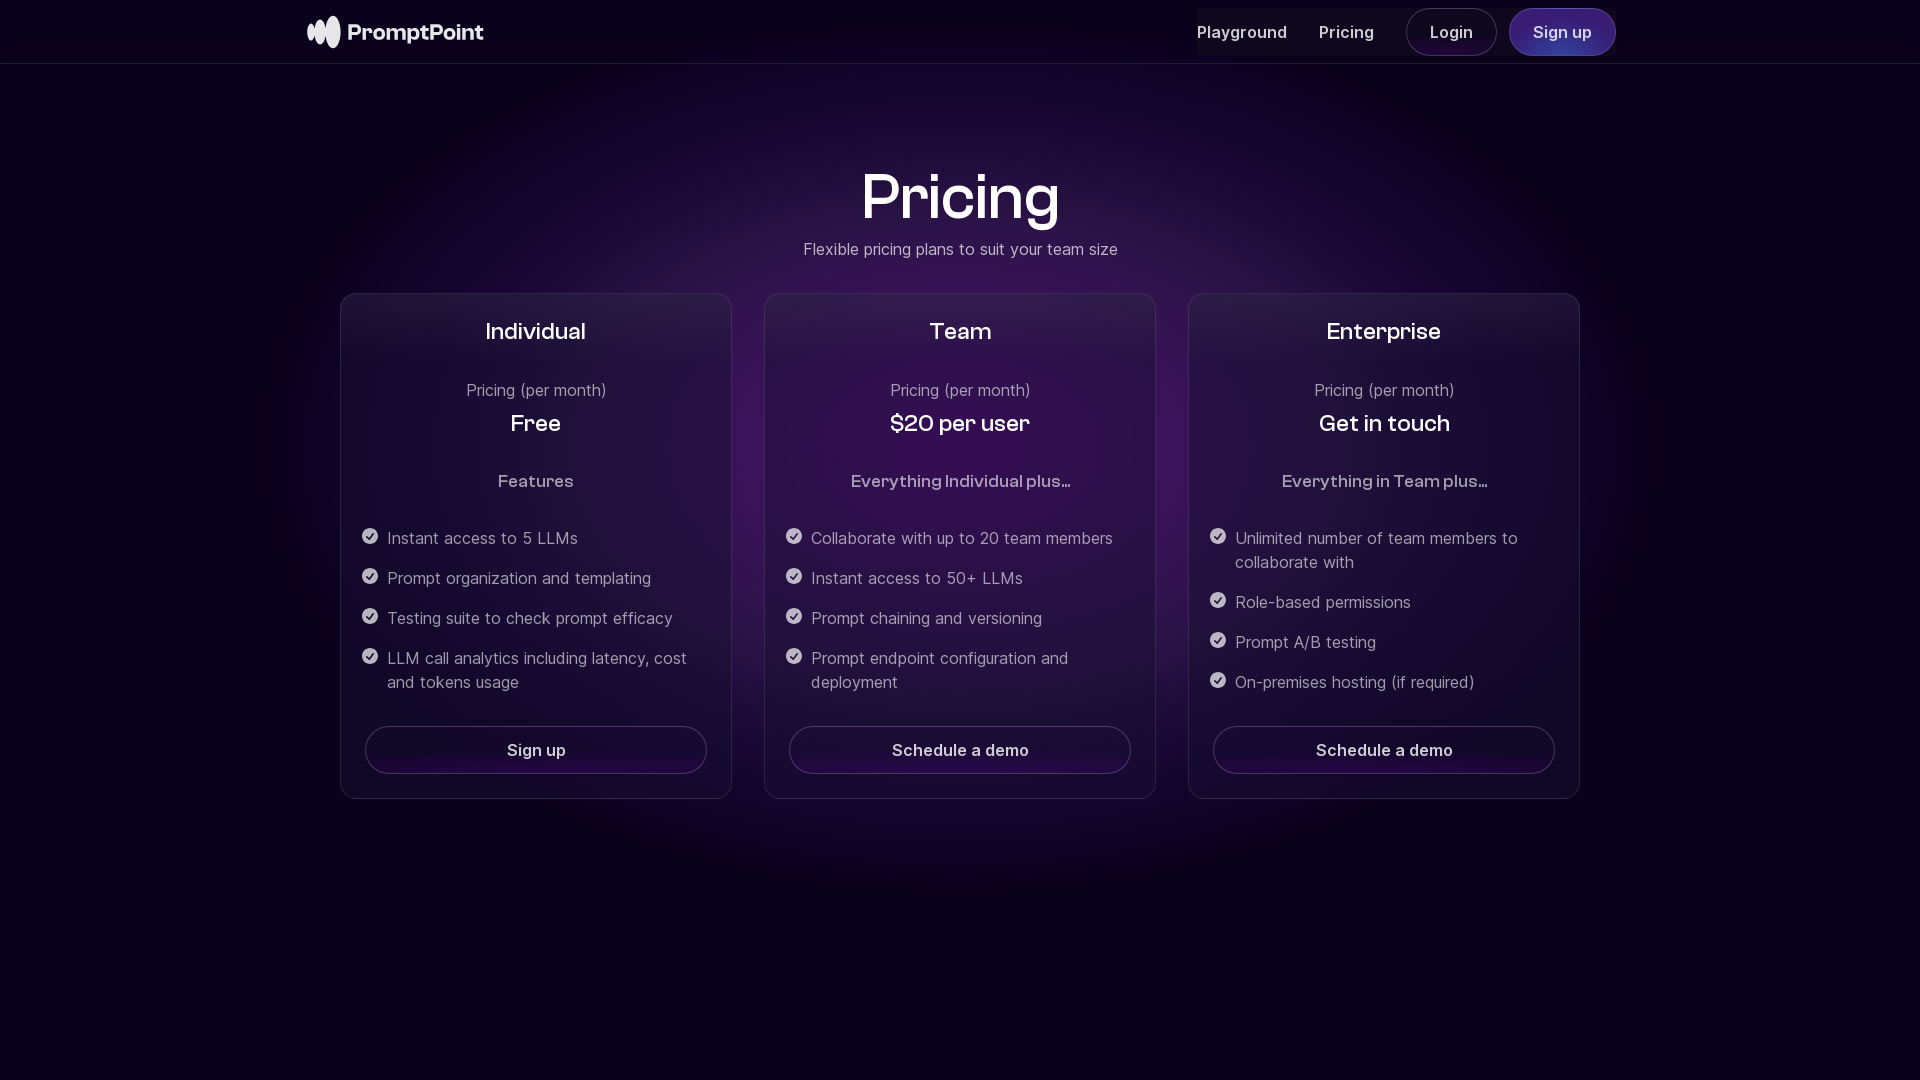 PromptPoint
Playground
Pricing
Login
Sign up
Pricing
Flexible pricing plans to suit your team size
Individual
Pricing (per month)
Free
Features
Instant access to 5 LLMs
Prompt organization and templating
Testing suite to check prompt efficacy
LLM call analytics including latency, cost
and tokens usage
Sign up
Team
Pricing (per month)
$20 per user
Everything Individual plus...
Collaborate with up to 20 team members
Instant access to 50+ LLMs
Prompt chaining and versioning
Prompt endpoint configuration and
deployment
Schedule a demo
Enterprise
Pricing (per month)
Get in touch
Everything in Team plus...
Unlimited number of team members to
collaborate with
Role-based permissions
Prompt A/B testing
On-premises hosting (if required)
Schedule a demo